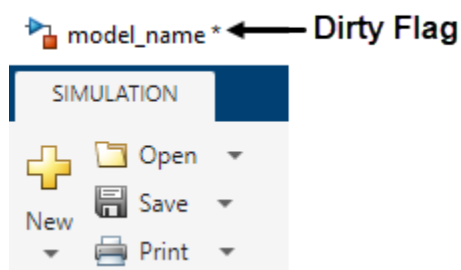 model_name * Dirty Flag
SIMULATION
New
Open
Save
Print